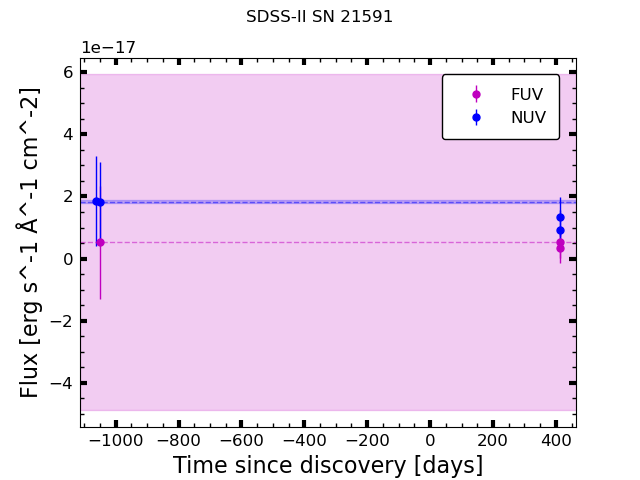 SDSS-II SN 21591
1e−17
FUV
NUV
6
4
2
0
−2
−4
Flux [erg s^-1 Å^-1 cm^-2]
−1000 −800 −600 −400 −200 0 200 400
Time since discovery [days]